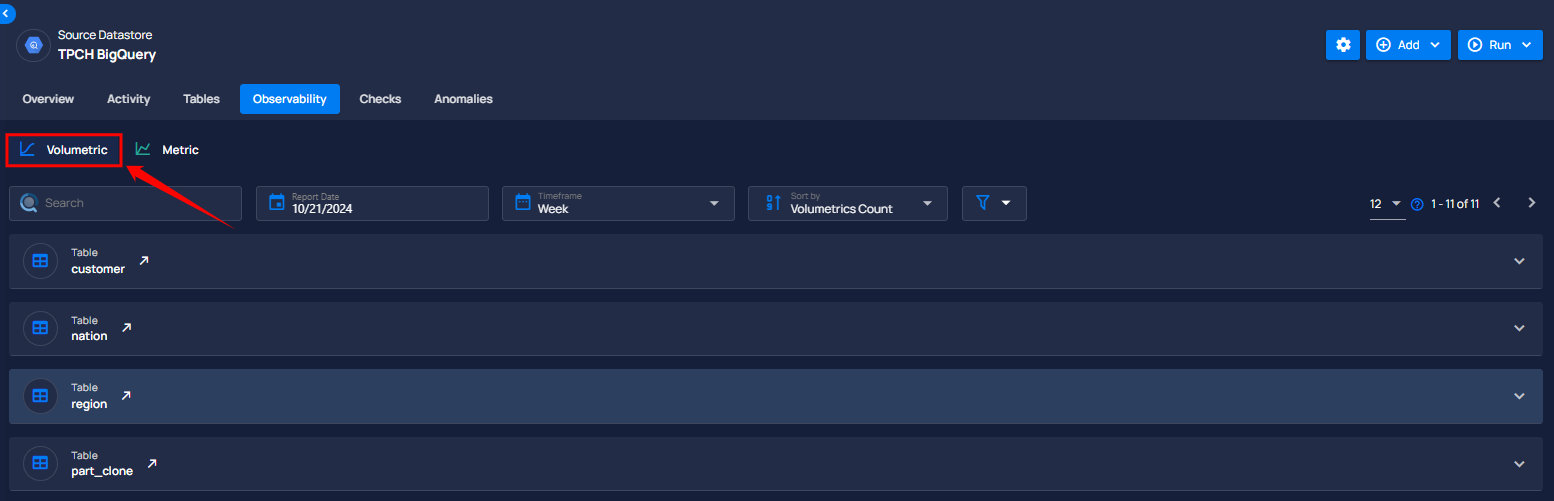 Source Datastore
TPCH BigQuery
Add
Run
Overview Activity Tables Observability Checks Anomalies
Volumetric Metric
Search
Report Date
10/21/2024
Timeframe
Week
Sort by
Volumetrics Count
12 1 - 11 of 11
Table
customer
Table
nation
Table
region
Table
part_clone